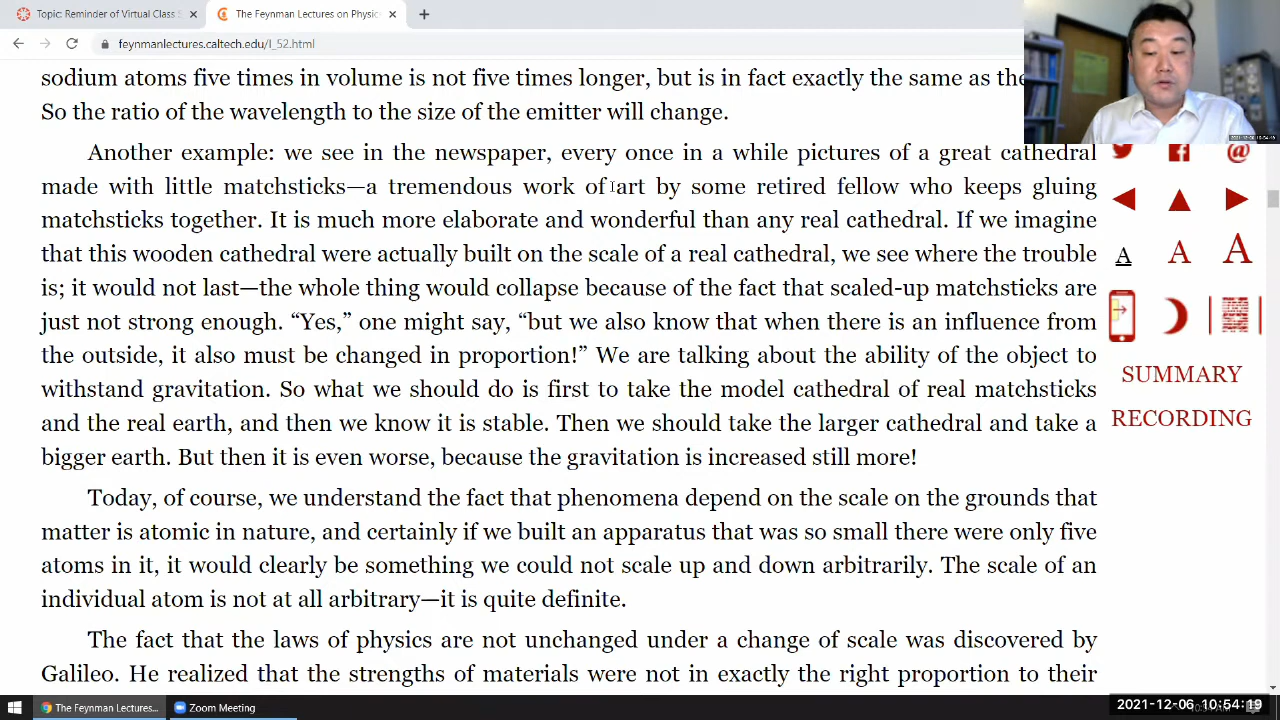 Topic: Reminder of Virtual Class
The Feynman Lectures on Physic
feynmanlectures.caltech.edu/I_52.html
sodium atoms five times in volume is not five times longer, but is in fact exactly the same as the
So the ratio of the wavelength to the size of the emitter will change.
Another example: we see in the newspaper, every once in a while pictures of a great cathedral
made with little matchsticks—a tremendous work of art by some retired fellow who keeps gluing
matchsticks together. It is much more elaborate and wonderful than any real cathedral. If we imagine
that this wooden cathedral were actually built on the scale of a real cathedral, we see where the trouble
is; it would not last—the whole thing would collapse because of the fact that scaled-up matchsticks are
just not strong enough. “Yes,” one might say, “but we also know that when there is an influence from
the outside, it also must be changed in proportion!” We are talking about the ability of the object to
withstand gravitation. So what we should do is first to take the model cathedral of real matchsticks
and the real earth, and then we know it is stable. Then we should take the larger cathedral and take a
bigger earth. But then it is even worse, because the gravitation is increased still more!
Today, of course, we understand the fact that phenomena depend on the scale on the grounds that
matter is atomic in nature, and certainly if we built an apparatus that was so small there were only five
atoms in it, it would clearly be something we could not scale up and down arbitrarily. The scale of an
individual atom is not at all arbitrary—it is quite definite.
The fact that the laws of physics are not unchanged under a change of scale was discovered by
Galileo. He realized that the strengths of materials were not in exactly the right proportion to their
A A A
SUMMARY
RECORDING
The Feynman Lectures...
Zoom Meeting
2021-12-06 10:54:19